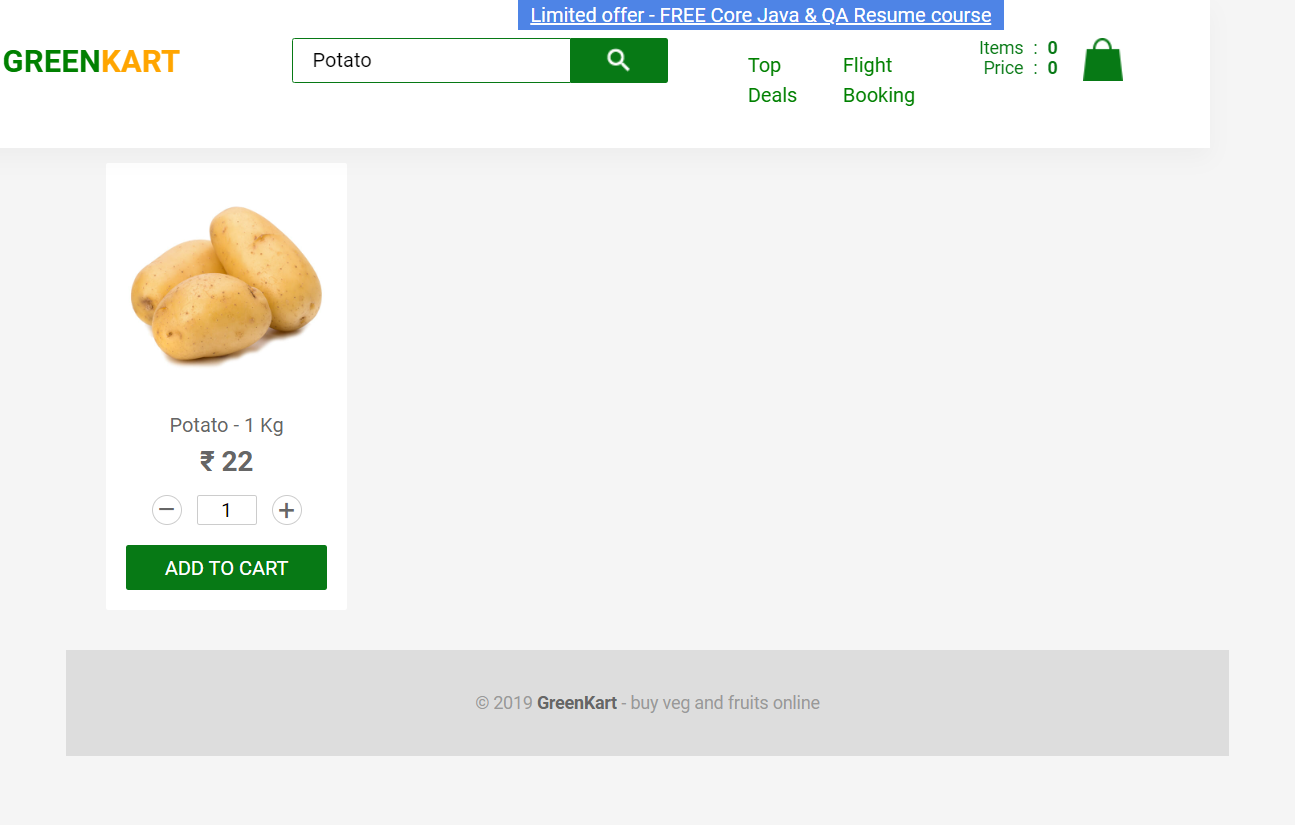 Limited offer - FREE Core Java & QA Resume course
GREENKART
Potato
Top
Deals
Flight
Booking
Items : 0
Price : 0
Potato - 1 Kg
₹ 22
− 1 +
ADD TO CART
© 2019 GreenKart - buy veg and fruits online